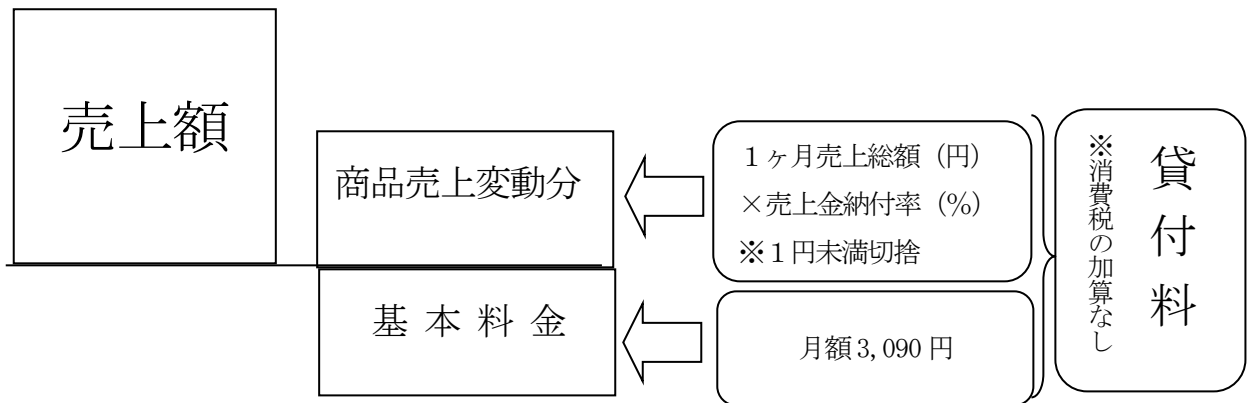 売上額
商品売上変動分
基本料金
１ヶ月売上総額（円）
×売上金納付率（％）
※１円未満切捨
月額3,090円
貸付料
※消費税の加算なし